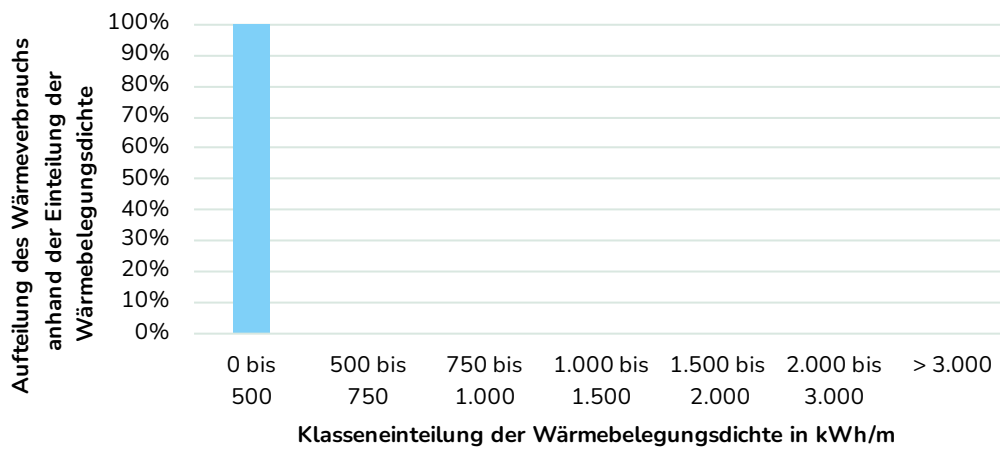 Aufteilung des Wärmeverbrauchs
anhand der Einteilung der
Wärmebelegungsdichte
100%
90%
80%
70%
60%
50%
40%
30%
20%
10%
0%
0 bis
500
500 bis
750
750 bis
1.000
1.000 bis
1.500
1.500 bis
2.000
2.000 bis
3.000
> 3.000
Klasseneinteilung der Wärmebelegungsdichte in kWh/m